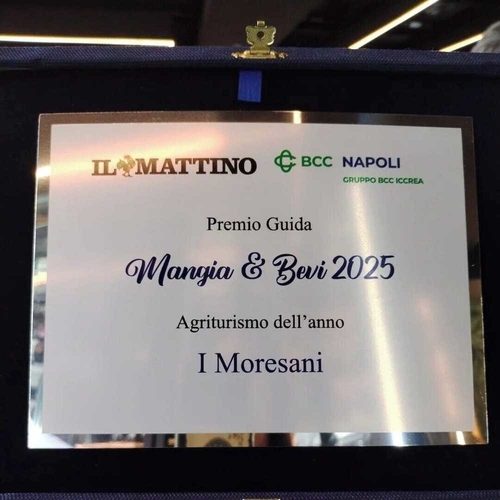 IL MATTINO
BCC NAPOLI
GRUPPO BCC ICCREA
Premio Guida
Mangia & Bevi 2025
Agriturismo dell'anno
I Moresani